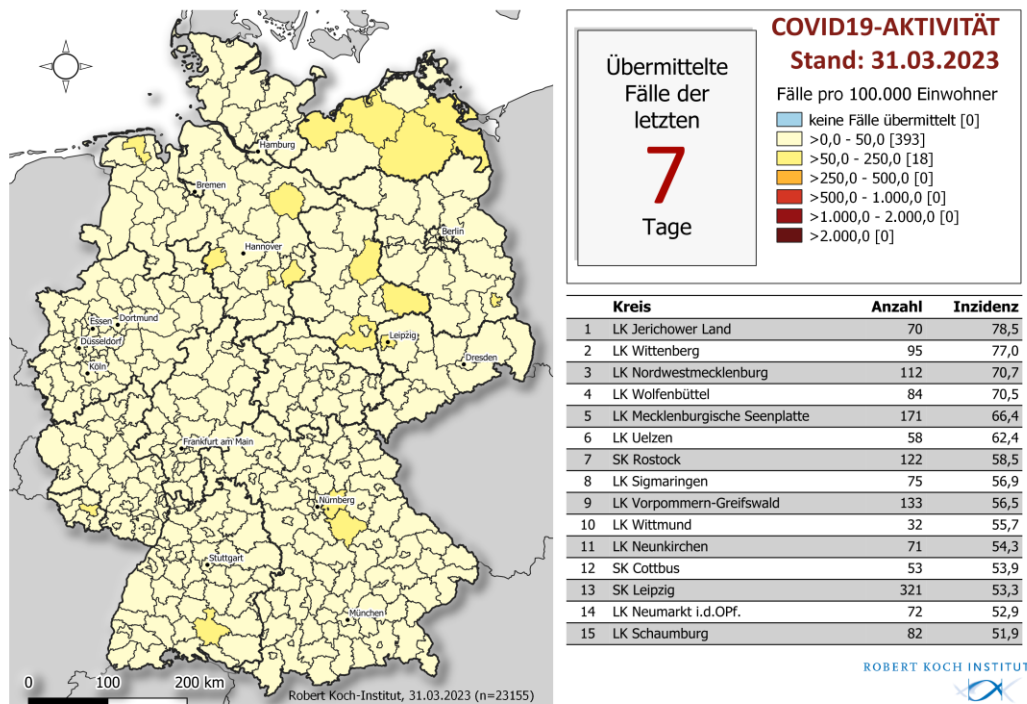 Hamburg
Bremen
Berlin
Hannover
Essen
Dortmund
Düsseldorf
Köln
Leipzig
Dresden
Frankfurt am Main
Nürnberg
Stuttgart
München
0 100 200 km
Robert Koch-Institut, 31.03.2023 (n=23155)
Übermittelte
Fälle der
letzten
7
Tage
COVID19-AKTIVITÄT
Stand: 31.03.2023
Fälle pro 100.000 Einwohner
keine Fälle übermittelt [0]
>0,0 - 50,0 [393]
>50,0 - 250,0 [18]
>250,0 - 500,0 [0]
>500,0 - 1.000,0 [0]
>1.000,0 - 2.000,0 [0]
>2.000,0 [0]
Kreis Anzahl Inzidenz
1 LK Jerichower Land 70 78,5
2 LK Wittenberg 95 77,0
3 LK Nordwestmecklenburg 112 70,7
4 LK Wolfenbüttel 84 70,5
5 LK Mecklenburgische Seenplatte 171 66,4
6 LK Uelzen 58 62,4
7 SK Rostock 122 58,5
8 LK Sigmaringen 75 56,9
9 LK Vorpommern-Greifswald 133 56,5
10 LK Wittmund 32 55,7
11 LK Neunkirchen 71 54,3
12 SK Cottbus 53 53,9
13 SK Leipzig 321 53,3
14 LK Neumarkt i.d.OPf. 72 52,9
15 LK Schaumburg 82 51,9
ROBERT KOCH INSTITUT